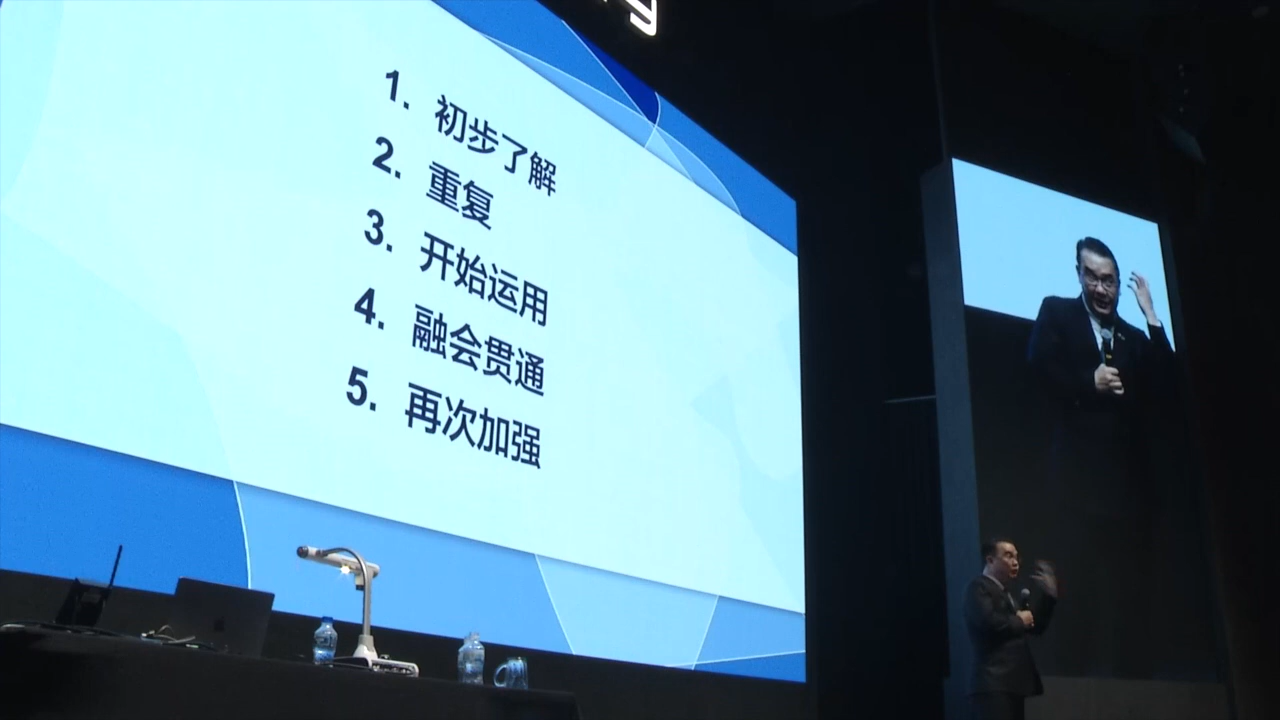 1. 初步了解
2. 重复
3. 开始运用
4. 融会贯通
5. 再次加强